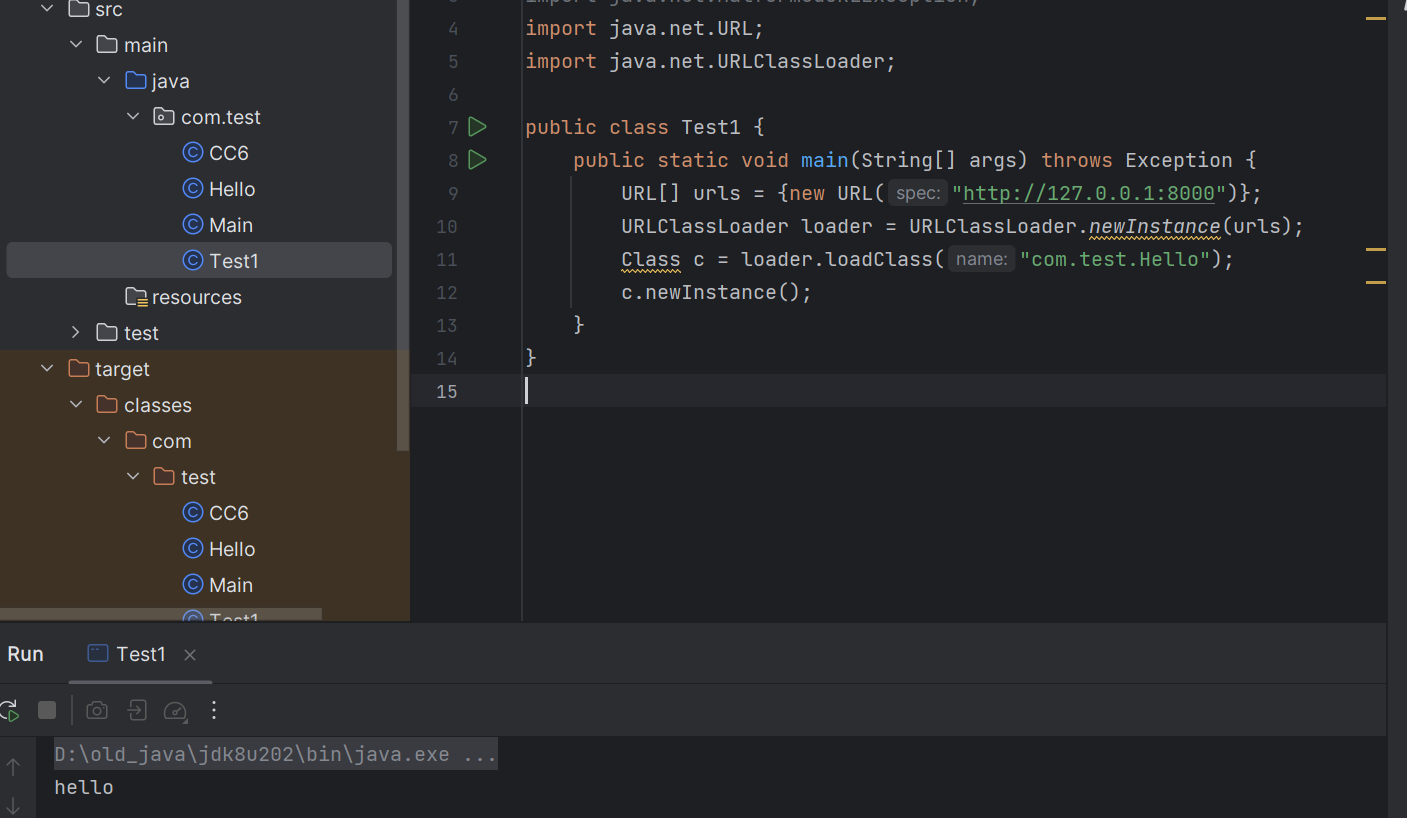 src
main
java
com.test
CC6
Hello
Main
Test1
resources
test
target
classes
com
test
CC6
Hello
Main
Test1
4 import java.net.URL;
5 import java.net.URLClassLoader;
6
7 public class Test1 {
8 public static void main(String[] args) throws Exception {
9 URL[] urls = {new URL( spec: "http://127.0.0.1:8000")};
10 URLClassLoader loader = URLClassLoader.newInstance(urls);
11 Class c = loader.loadClass( name: "com.test.Hello");
12 c.newInstance();
13 }
14 }
15
Run Test1
D:\old_java\jdk8u202\bin\java.exe ...
hello